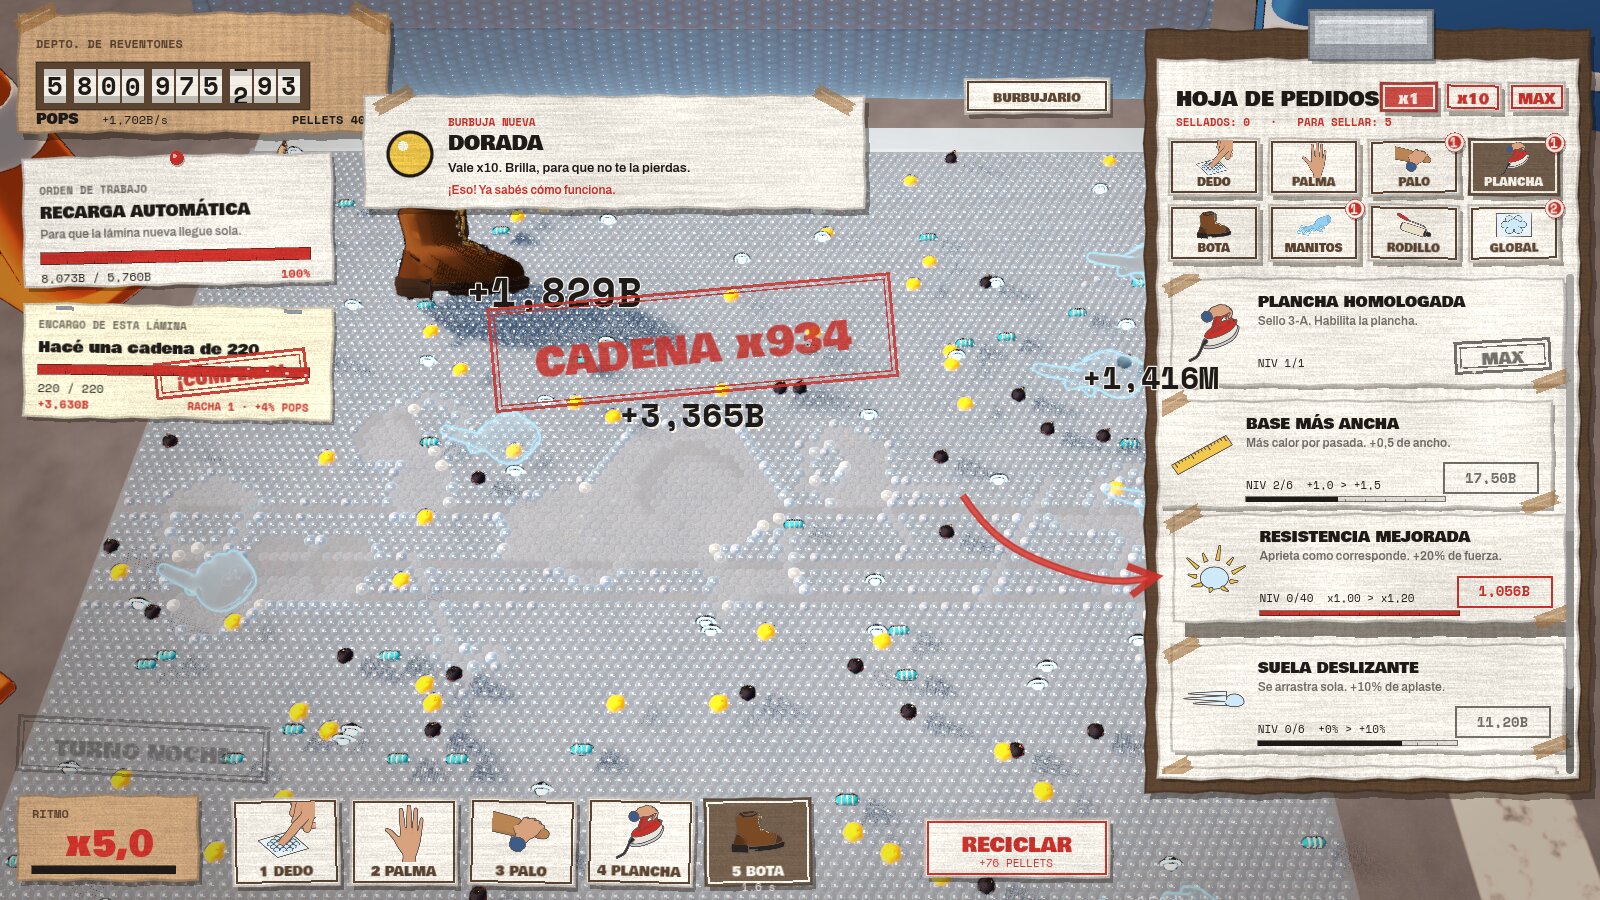 DEPTO. DE REVENTONES
5 800 975 293
POPS +1,702B/s PELLETS 40
BURBUJA NUEVA
DORADA
Vale x10. Brilla, para que no te la pierdas.
¡Eso! Ya sabés cómo funciona.
BURBUJARIO
ORDEN DE TRABAJO
RECARGA AUTOMÁTICA
Para que la lámina nueva llegue sola.
8,073B / 5,760B 100%
ENCARGO DE ESTA LÁMINA
Hacé una cadena de 220
220 / 220
+3,630B RACHA 1 · +4% POPS
+1,829B
CADENA x934
+3,365B
+1,416M
TURNO NOCHE
RITMO
x5,0
1 DEDO
2 PALMA
3 PALO
4 PLANCHA
5 BOTA
RECICLAR
+76 PELLETS
HOJA DE PEDIDOS x1 x10 MAX
SELLADOS: 0 · PARA SELLAR: 5
DEDO
PALMA
1 PALO
1 PLANCHA
BOTA
1 MANITOS
RODILLO
2 GLOBAL
PLANCHA HOMOLOGADA
Sello 3-A. Habilita la plancha.
NIV 1/1 MAX
BASE MÁS ANCHA
Más calor por pasada. +0,5 de ancho.
NIV 2/6 +1.0 > +1.5 17,50B
RESISTENCIA MEJORADA
Aprieta como corresponde. +20% de fuerza.
NIV 0/40 x1.00 > x1.20 1,056B
SUELA DESLIZANTE
Se arrastra sola. +10% de aplaste.
NIV 0/6 +0% > +10% 11,20B